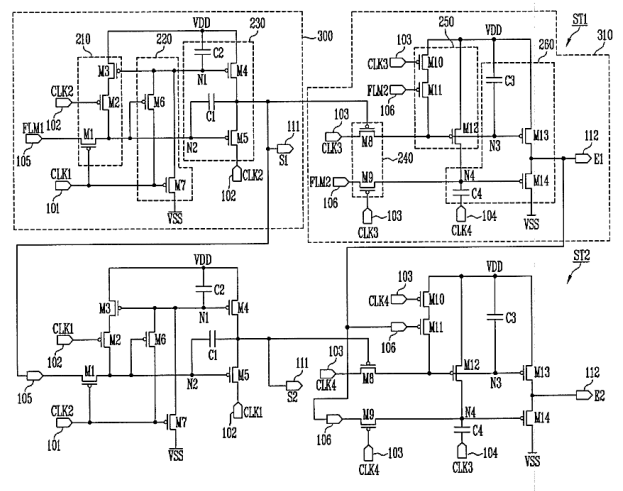 ST1
300
310
210
220
230
VDD
C2
M3
N1
M4
CLK2
102
M2
M6
C1
FLM1
105
M1
N2
M5
111
S1
CLK1
101
M7
VSS
102
CLK2
103
CLK3
M10
250
VDD
260
FLM2
106
M11
C3
103
CLK3
M8
M12
N3
M13
112
E1
240
FLM2
106
M9
N4
C4
M14
103
CLK3
104
CLK4
VSS
ST2
VDD
C2
M3
N1
M4
CLK1
102
M2
M6
C1
105
M1
N2
M5
111
S2
CLK2
101
M7
VSS
102
CLK1
103
CLK4
M10
VDD
106
M11
C3
103
CLK4
M8
M12
N3
M13
112
E2
106
M9
N4
C4
M14
103
CLK4
104
CLK3
VSS